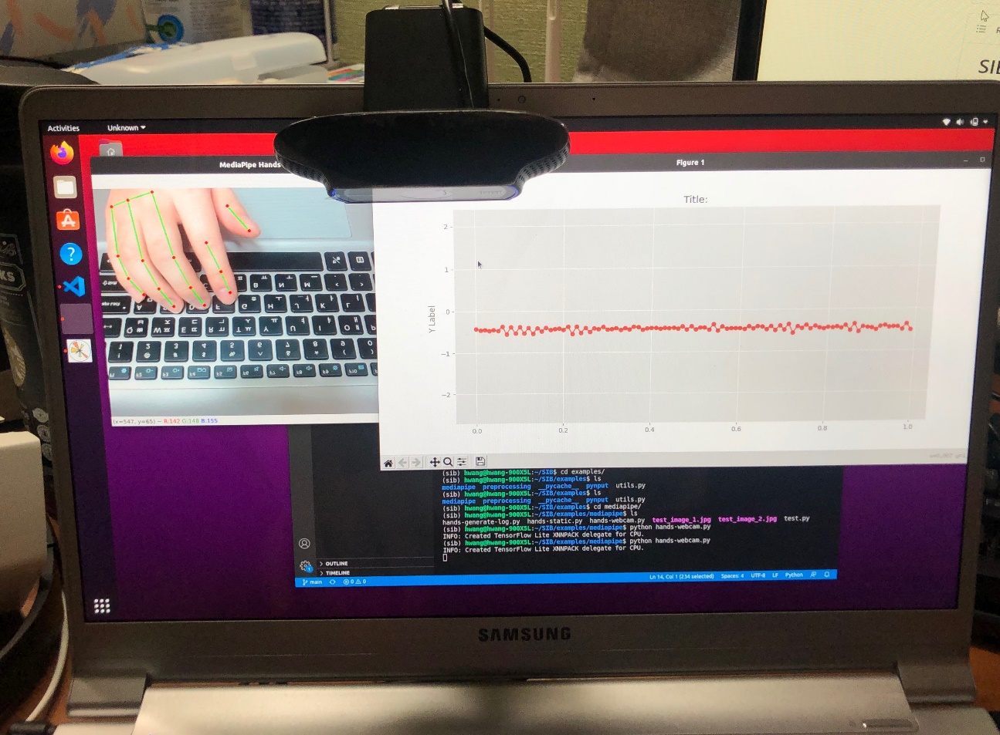 SIB
Activities
Unknown
MediaPipe Hands
Figure 1
Title:
2
1
0
−1
−2
Y Label
0.0
0.2
0.4
0.6
0.8
1.0
(x=547, y=65) ~ R:142 G:148 B:155
(sib) hwang@hwang-900X5L:~/SIB$ cd examples/
(sib) hwang@hwang-900X5L:~/SIB/examples$ ls
mediapipe preprocessing __pycache__ pynput utils.py
(sib) hwang@hwang-900X5L:~/SIB/examples$ ls
mediapipe preprocessing __pycache__ pynput utils.py
(sib) hwang@hwang-900X5L:~/SIB/examples$ cd mediapipe/
(sib) hwang@hwang-900X5L:~/SIB/examples/mediapipe$ ls
hands-generate-log.py hands-static.py hands-webcam.py test_image_1.jpg test_image_2.jpg test.py
(sib) hwang@hwang-900X5L:~/SIB/examples/mediapipe$ python hands-webcam.py
INFO: Created TensorFlow Lite XNNPACK delegate for CPU.
(sib) hwang@hwang-900X5L:~/SIB/examples/mediapipe$ python hands-webcam.py
INFO: Created TensorFlow Lite XNNPACK delegate for CPU.
OUTLINE
TIMELINE
main
0
0
Ln 14, Col 1 (234 selected)
Spaces: 4
UTF-8
LF
Python
SAMSUNG